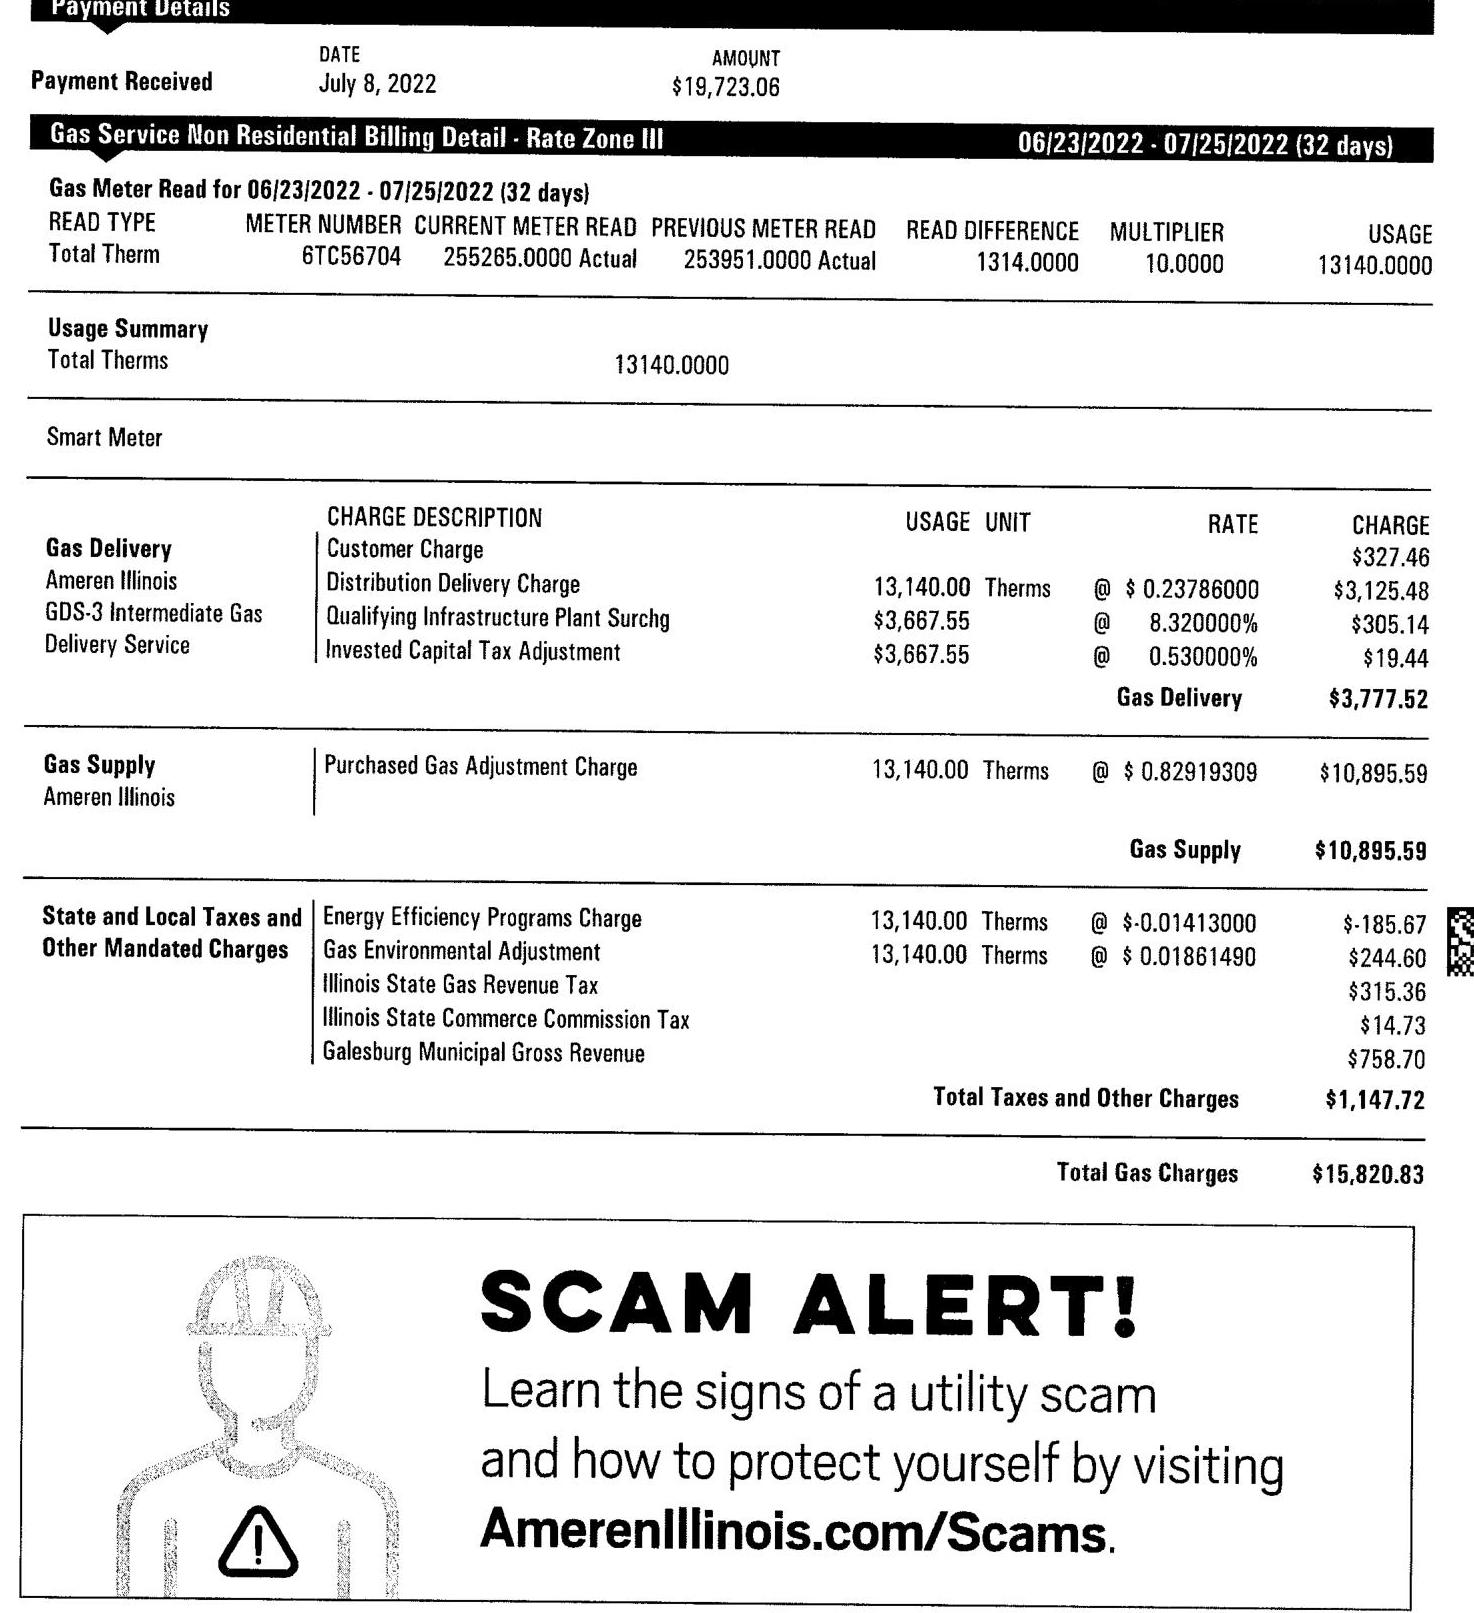 Payment Details
DATE AMOUNT
Payment Received July 8, 2022 $19,723.06
Gas Service Non Residential Billing Detail - Rate Zone III 06/23/2022 - 07/25/2022 (32 days)
Gas Meter Read for 06/23/2022 - 07/25/2022 (32 days)
READ TYPE METER NUMBER CURRENT METER READ PREVIOUS METER READ READ DIFFERENCE MULTIPLIER USAGE
Total Therm 6TC56704 255265.0000 Actual 253951.0000 Actual 1314.0000 10.0000 13140.0000
Usage Summary
Total Therms 13140.0000
Smart Meter
CHARGE DESCRIPTION USAGE UNIT RATE CHARGE
Gas Delivery Customer Charge $327.46
Ameren Illinois Distribution Delivery Charge 13,140.00 Therms @ $ 0.23786000 $3,125.48
GDS-3 Intermediate Gas Qualifying Infrastructure Plant Surchg $3,667.55 @ 8.320000% $305.14
Delivery Service Invested Capital Tax Adjustment $3,667.55 @ 0.530000% $19.44
Gas Delivery $3,777.52
Gas Supply Purchased Gas Adjustment Charge 13,140.00 Therms @ $ 0.82919309 $10,895.59
Ameren Illinois
Gas Supply $10,895.59
State and Local Taxes and Energy Efficiency Programs Charge 13,140.00 Therms @ $-0.01413000 $-185.67
Other Mandated Charges Gas Environmental Adjustment 13,140.00 Therms @ $ 0.01861490 $244.60
Illinois State Gas Revenue Tax $315.36
Illinois State Commerce Commission Tax $14.73
Galesburg Municipal Gross Revenue $758.70
Total Taxes and Other Charges $1,147.72
Total Gas Charges $15,820.83
SCAM ALERT!
Learn the signs of a utility scam
and how to protect yourself by visiting
AmerenIllinois.com/Scams.